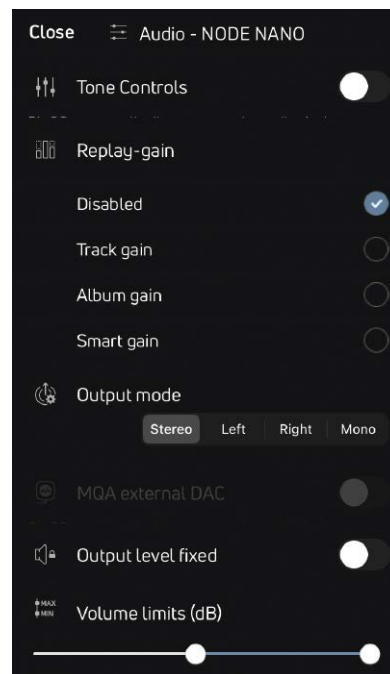 Close Audio - NODE NANO
Tone Controls
Replay-gain
Disabled
Track gain
Album gain
Smart gain
Output mode
Stereo Left Right Mono
MQA external DAC
Output level fixed
MAX
MIN
Volume limits (dB)